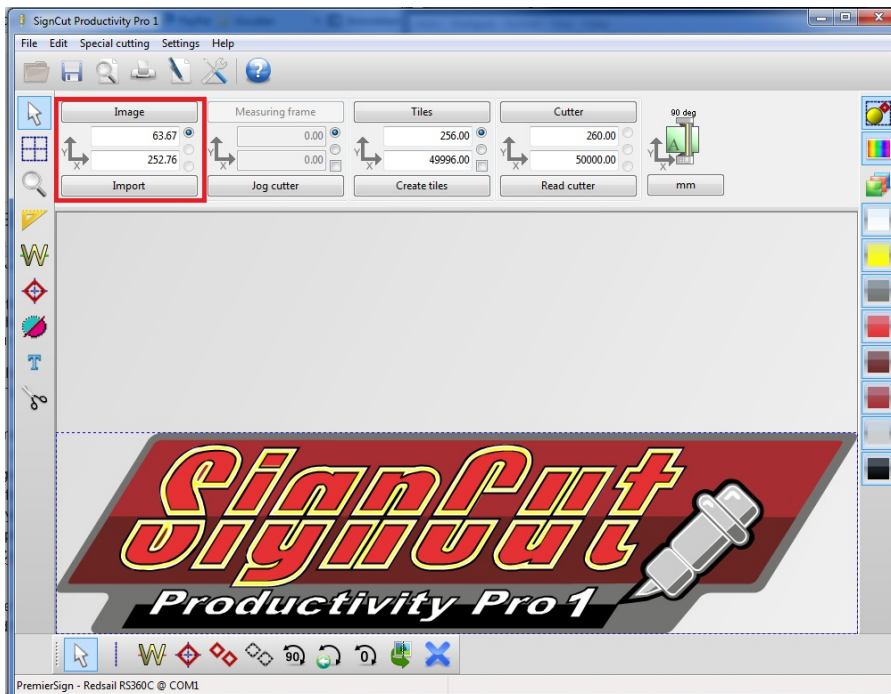 SignCut Productivity Pro 1
File Edit Special cutting Settings Help
Image Measuring frame Tiles Cutter 90 deg
63.67 0.00 256.00 260.00 A
Y 252.76 Y 0.00 Y 49996.00 Y 50000.00 Y
X X X X X
Import Jog cutter Create tiles Read cutter mm
T
SignCut
Productivity Pro 1
90 0
PremierSign - Redsail RS360C @ COM1